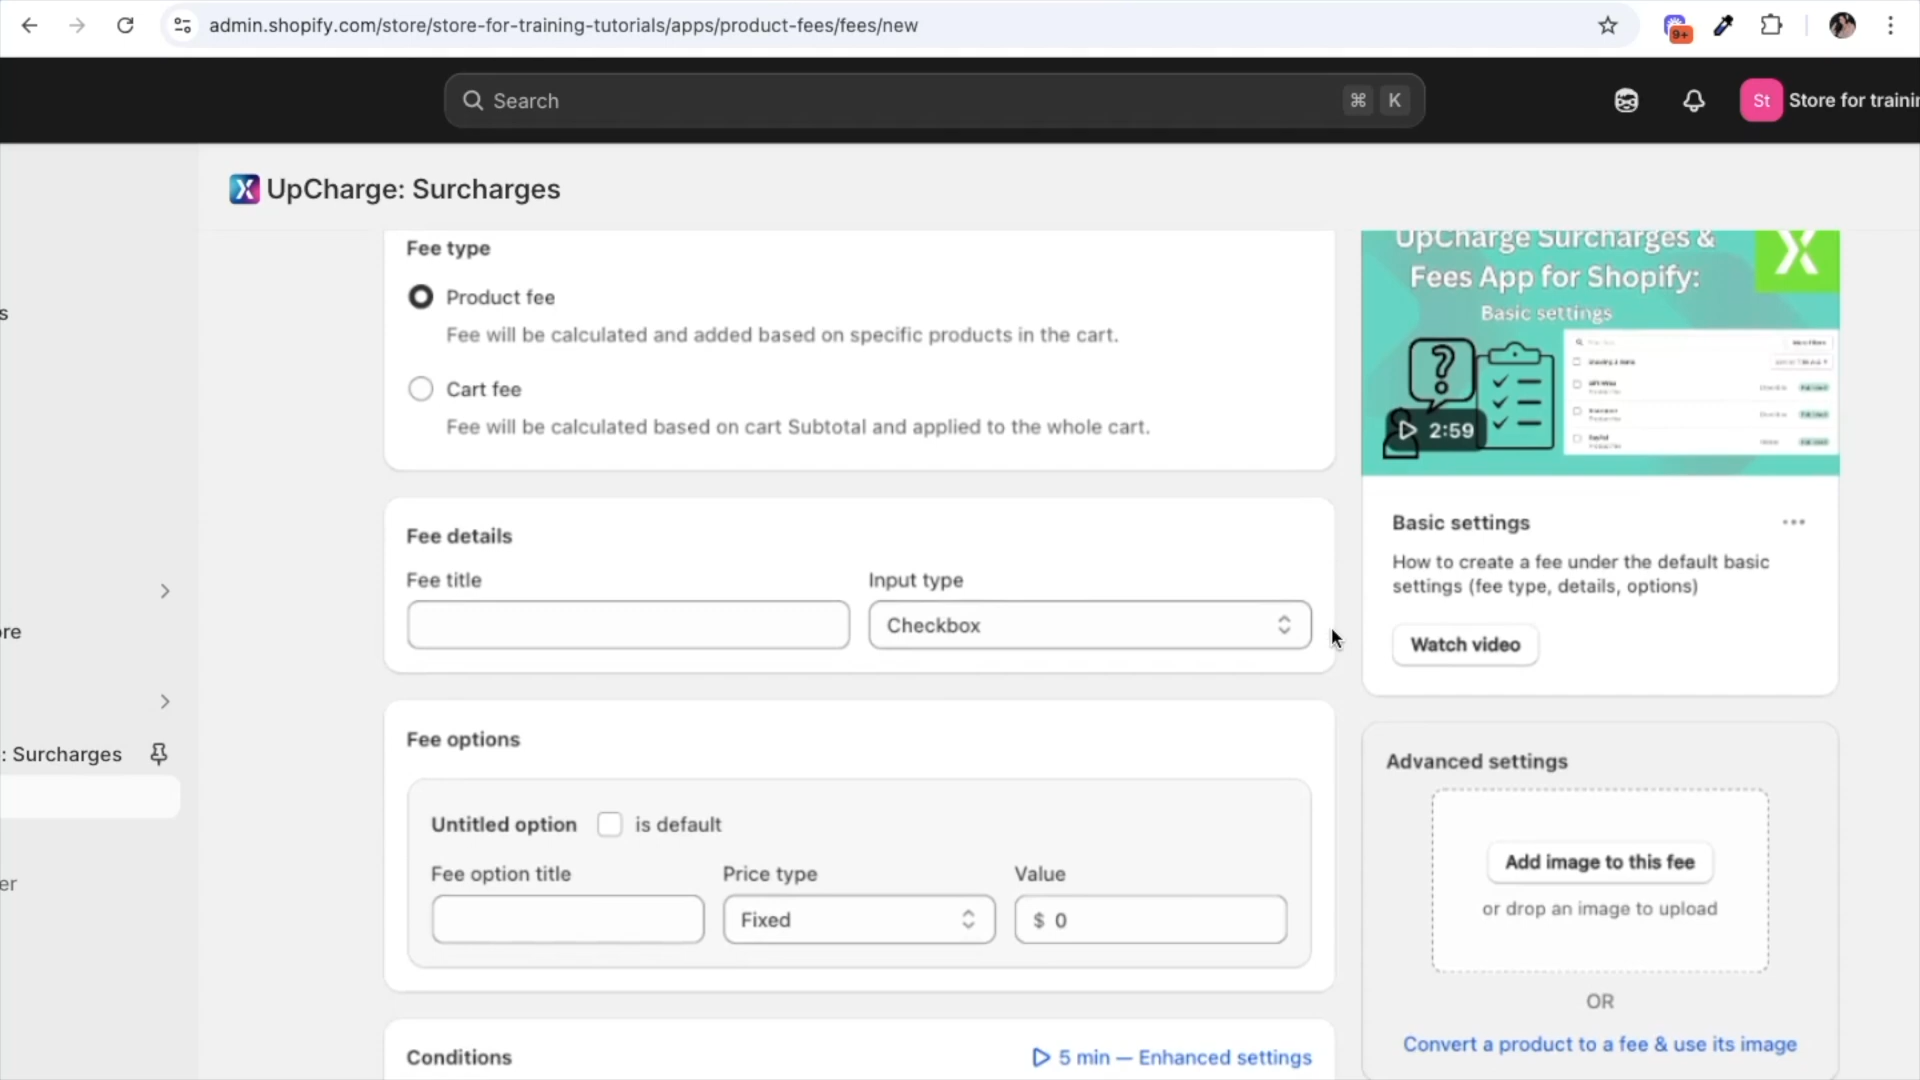 admin.shopify.com/store/store-for-training-tutorials/apps/product-fees/fees/new
9+
Search
⌘ K
St
Store for trainin
UpCharge: Surcharges
s
re
: Surcharges
er
Fee type
Product fee
Fee will be calculated and added based on specific products in the cart.
Cart fee
Fee will be calculated based on cart Subtotal and applied to the whole cart.
Fee details
Fee title
Input type
Checkbox
Fee options
Untitled option
is default
Fee option title
Price type
Value
Fixed
$ 0
Conditions
5 min — Enhanced settings
UpCharge Surcharges &
Fees App for Shopify:
Basic settings
2:59
Basic settings
How to create a fee under the default basic
settings (fee type, details, options)
Watch video
Advanced settings
Add image to this fee
or drop an image to upload
OR
Convert a product to a fee & use its image